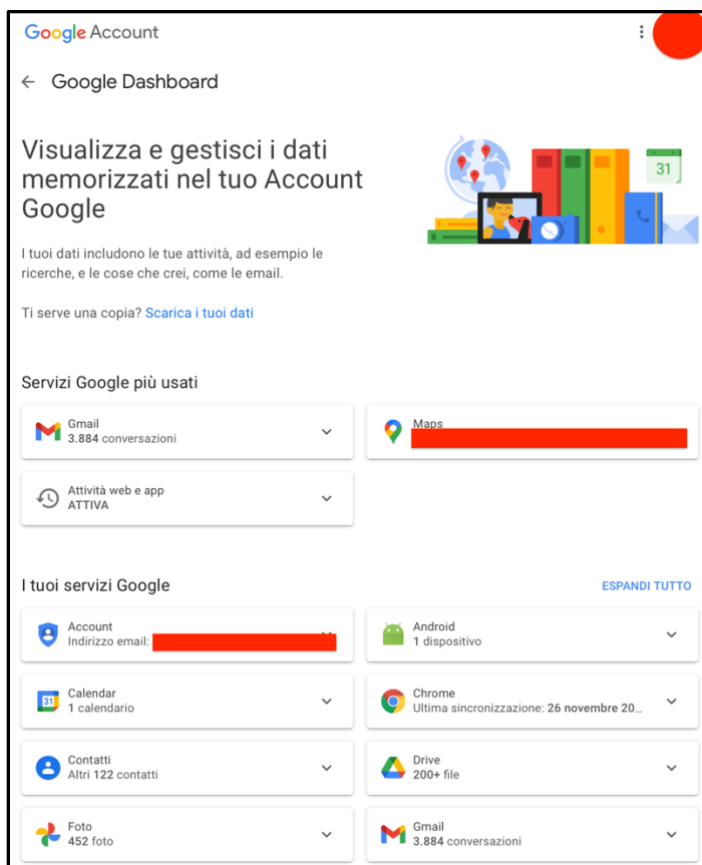 Google Account
Google Dashboard
Visualizza e gestisci i dati
memorizzati nel tuo Account
Google
31
I tuoi dati includono le tue attività, ad esempio le
ricerche, e le cose che crei, come le email.
Ti serve una copia? Scarica i tuoi dati
Servizi Google più usati
Gmail
3.884 conversazioni
Maps
Attività web e app
ATTIVA
I tuoi servizi Google
ESPANDI TUTTO
Account
Indirizzo email:
Android
1 dispositivo
31
Calendar
1 calendario
Chrome
Ultima sincronizzazione: 26 novembre 20...
Contatti
Altri 122 contatti
Drive
200+ file
Foto
452 foto
Gmail
3.884 conversazioni